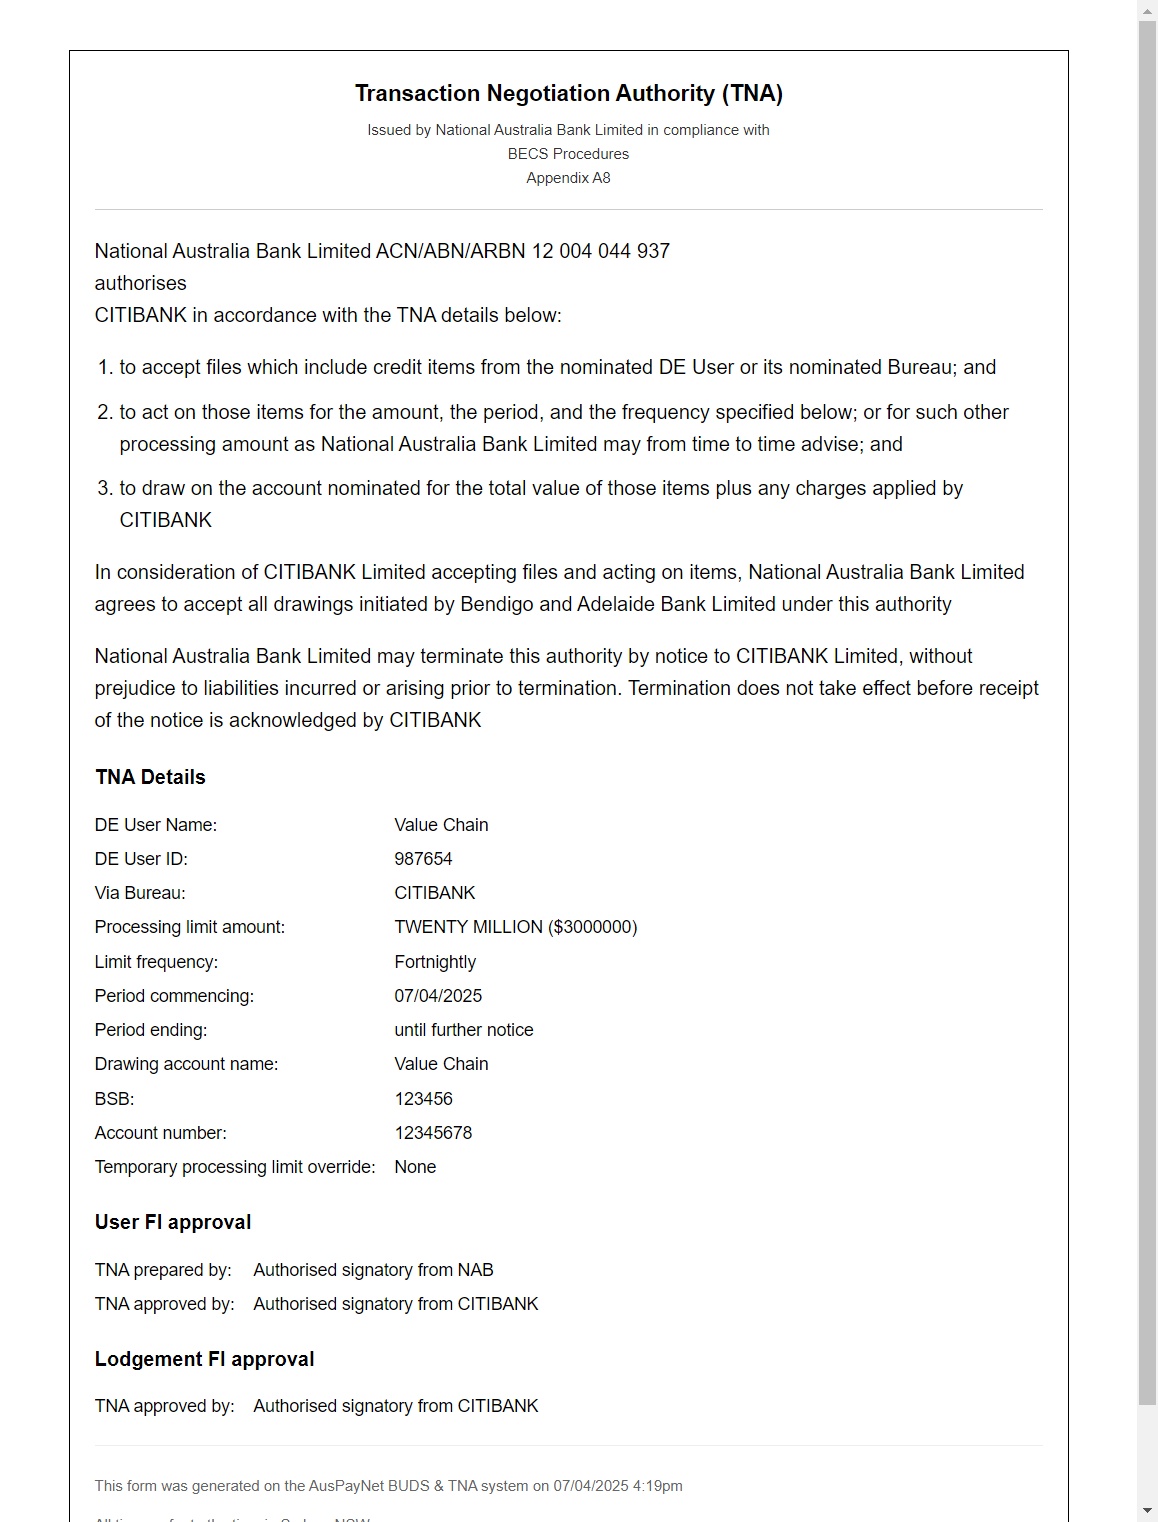 Transaction Negotiation Authority (TNA)
Issued by National Australia Bank Limited in compliance with
BECS Procedures
Appendix A8
National Australia Bank Limited ACN/ABN/ARBN 12 004 044 937
authorises
CITIBANK in accordance with the TNA details below:
1. to accept files which include credit items from the nominated DE User or its nominated Bureau; and
2. to act on those items for the amount, the period, and the frequency specified below; or for such other
processing amount as National Australia Bank Limited may from time to time advise; and
3. to draw on the account nominated for the total value of those items plus any charges applied by
CITIBANK
In consideration of CITIBANK Limited accepting files and acting on items, National Australia Bank Limited
agrees to accept all drawings initiated by Bendigo and Adelaide Bank Limited under this authority
National Australia Bank Limited may terminate this authority by notice to CITIBANK Limited, without
prejudice to liabilities incurred or arising prior to termination. Termination does not take effect before receipt
of the notice is acknowledged by CITIBANK
TNA Details
DE User Name: Value Chain
DE User ID: 987654
Via Bureau: CITIBANK
Processing limit amount: TWENTY MILLION ($3000000)
Limit frequency: Fortnightly
Period commencing: 07/04/2025
Period ending: until further notice
Drawing account name: Value Chain
BSB: 123456
Account number: 12345678
Temporary processing limit override: None
User FI approval
TNA prepared by: Authorised signatory from NAB
TNA approved by: Authorised signatory from CITIBANK
Lodgement FI approval
TNA approved by: Authorised signatory from CITIBANK
This form was generated on the AusPayNet BUDS & TNA system on 07/04/2025 4:19pm